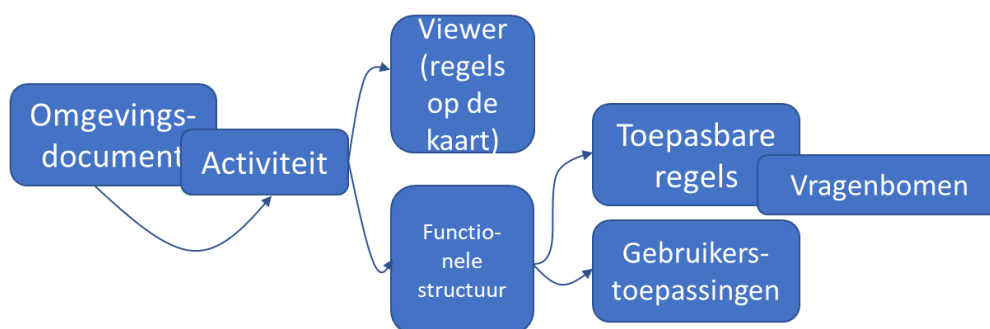 Omgevings-
document
Activiteit
Viewer
(regels
op de
kaart)
Functio-
nele
structuur
Toepasbare
regels
Vragenbomen
Gebruikers-
toepassingen